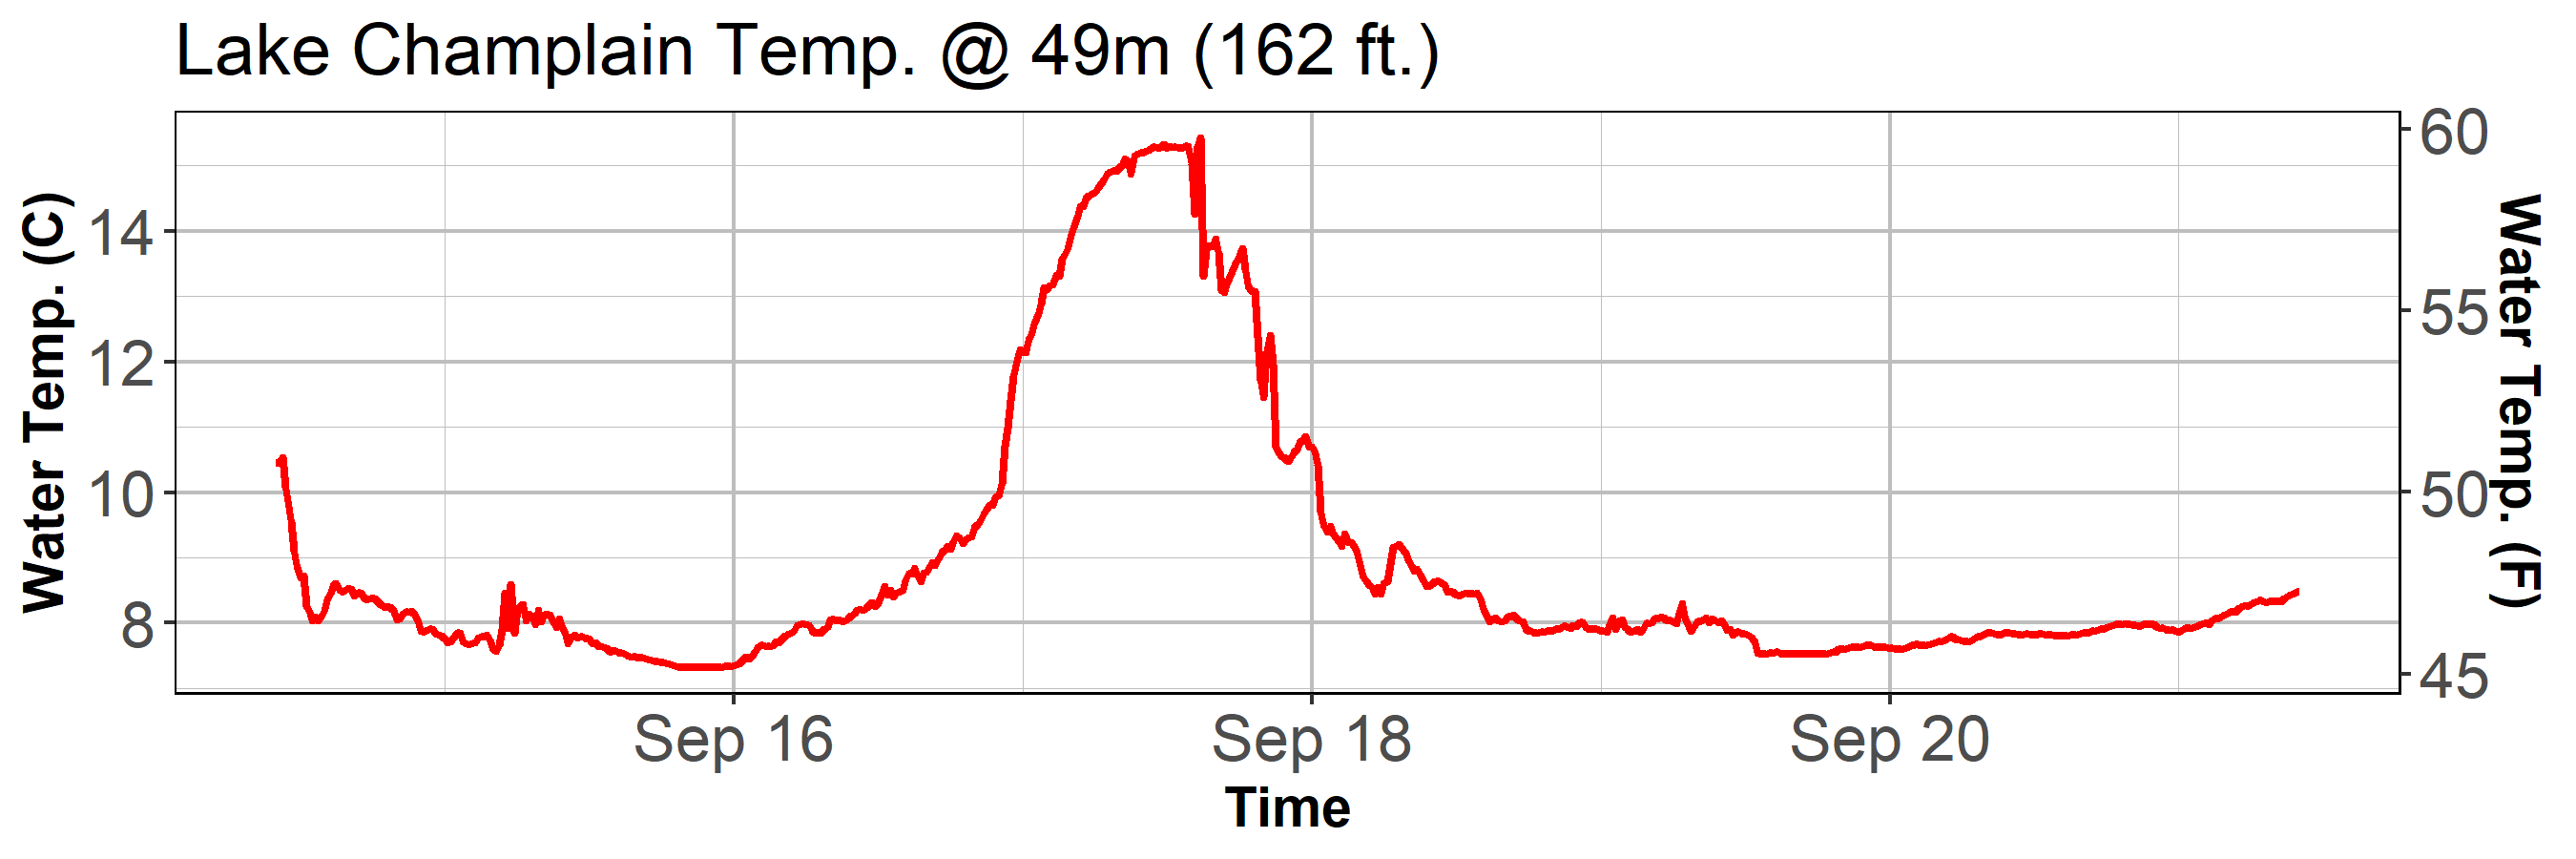 Lake Champlain Temp. @ 49m (162 ft.)
Water Temp. (C)
14
12
10
8
60
55
50
45
Water Temp. (F)
Sep 16
Sep 18
Sep 20
Time